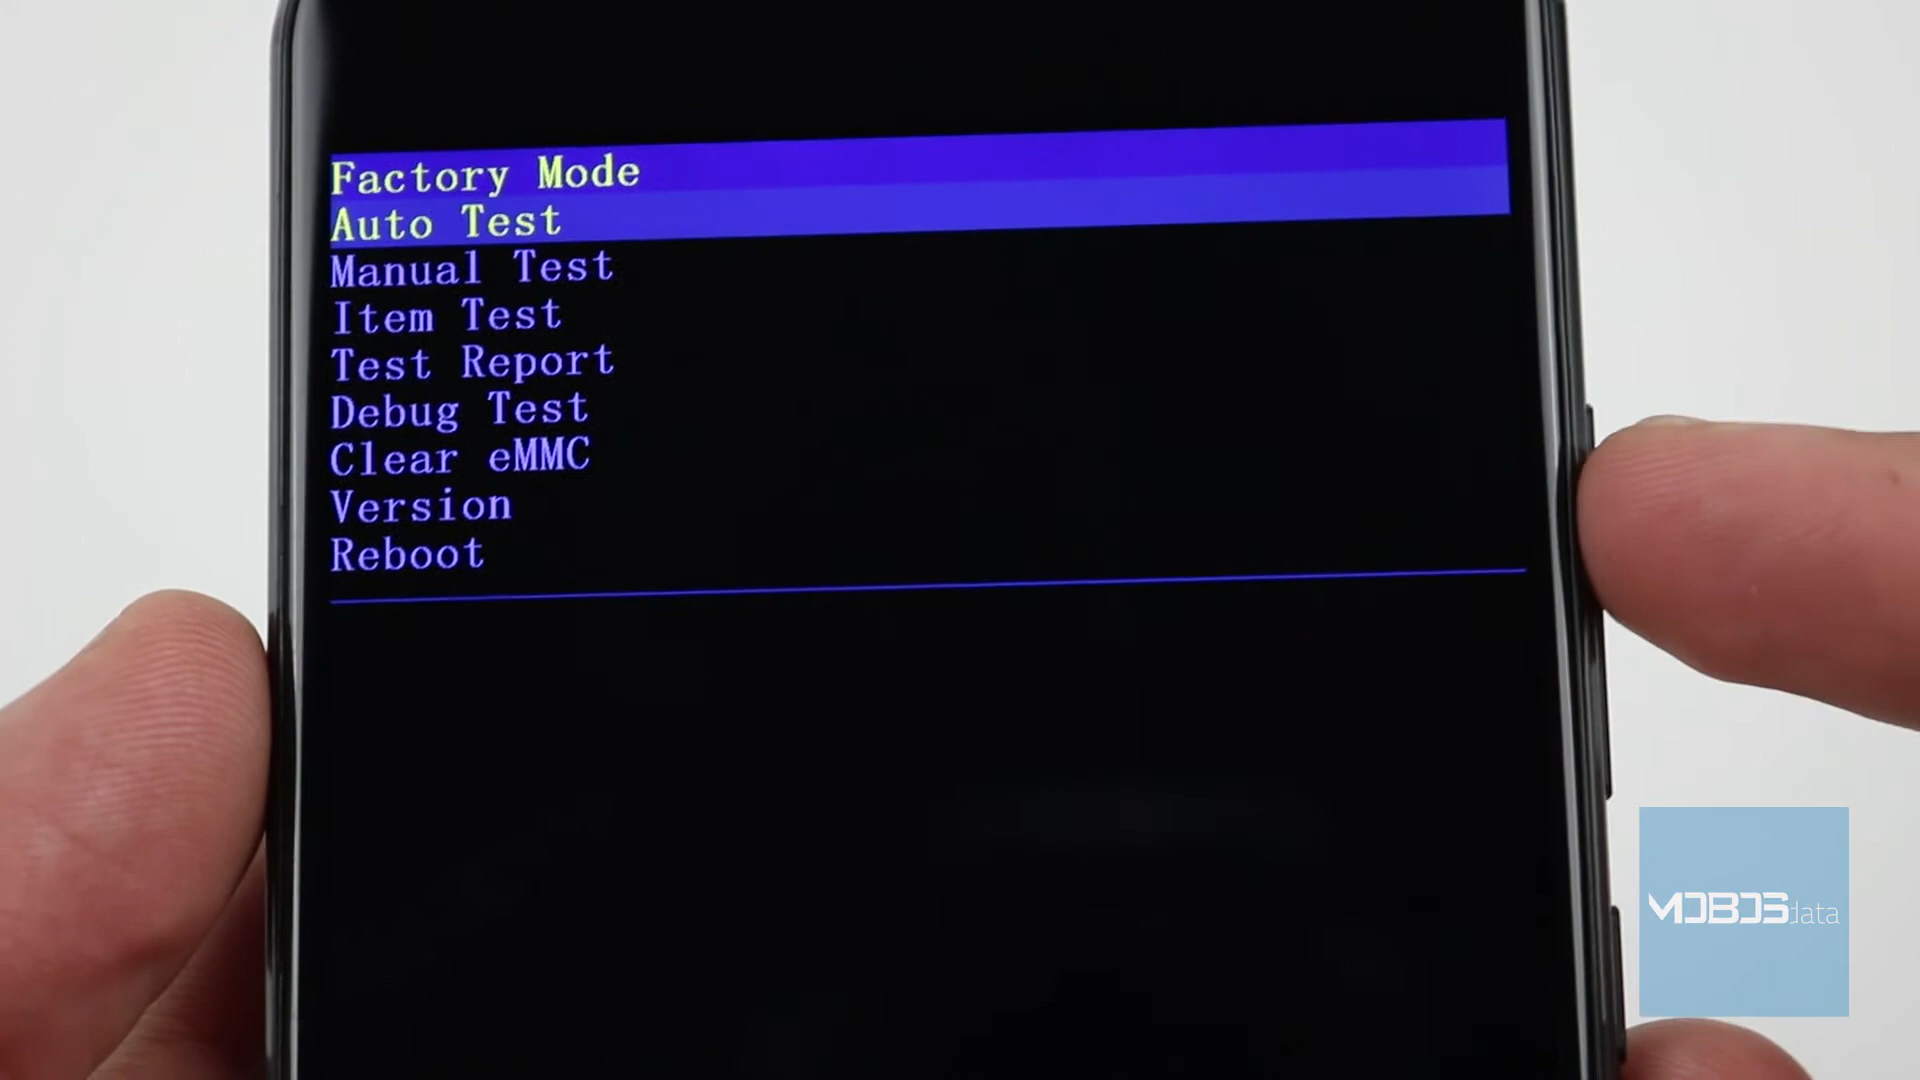 Factory Mode
Auto Test
Manual Test
Item Test
Test Report
Debug Test
Clear eMMC
Version
Reboot
MOBOSdata